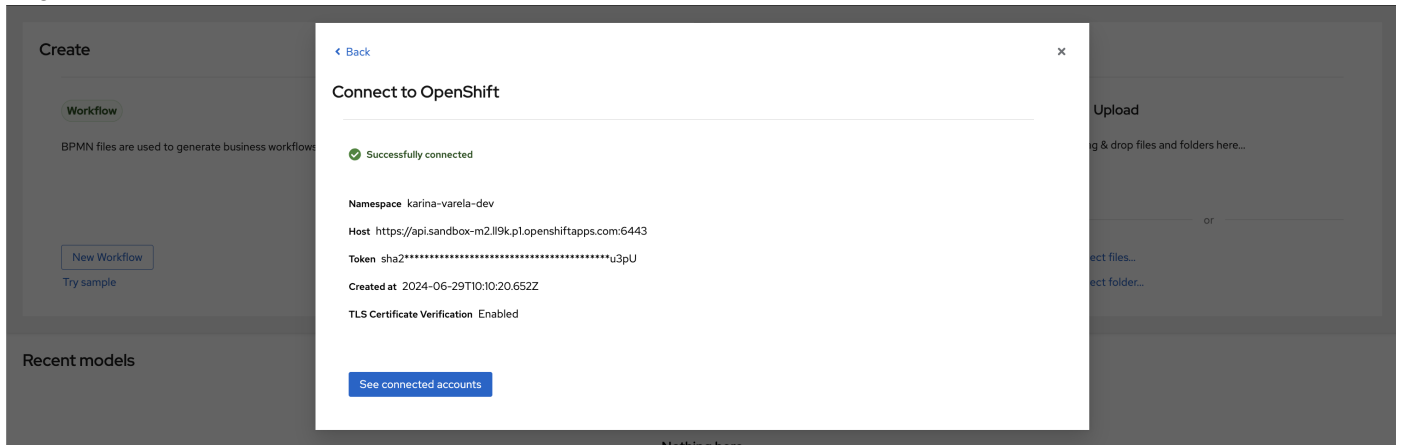 Create
Workflow
BPMN files are used to generate business workflows
New Workflow
Try sample
Recent models
Back
Connect to OpenShift
Successfully connected
Namespace karina-varela-dev
Host https://api.sandbox-m2.ll9k.p1.openshiftapps.com:6443
Token sha2*****************************************u3pU
Created at 2024-06-29T10:10:20.652Z
TLS Certificate Verification Enabled
See connected accounts
Upload
drop files and folders here...
or
files...
folder...